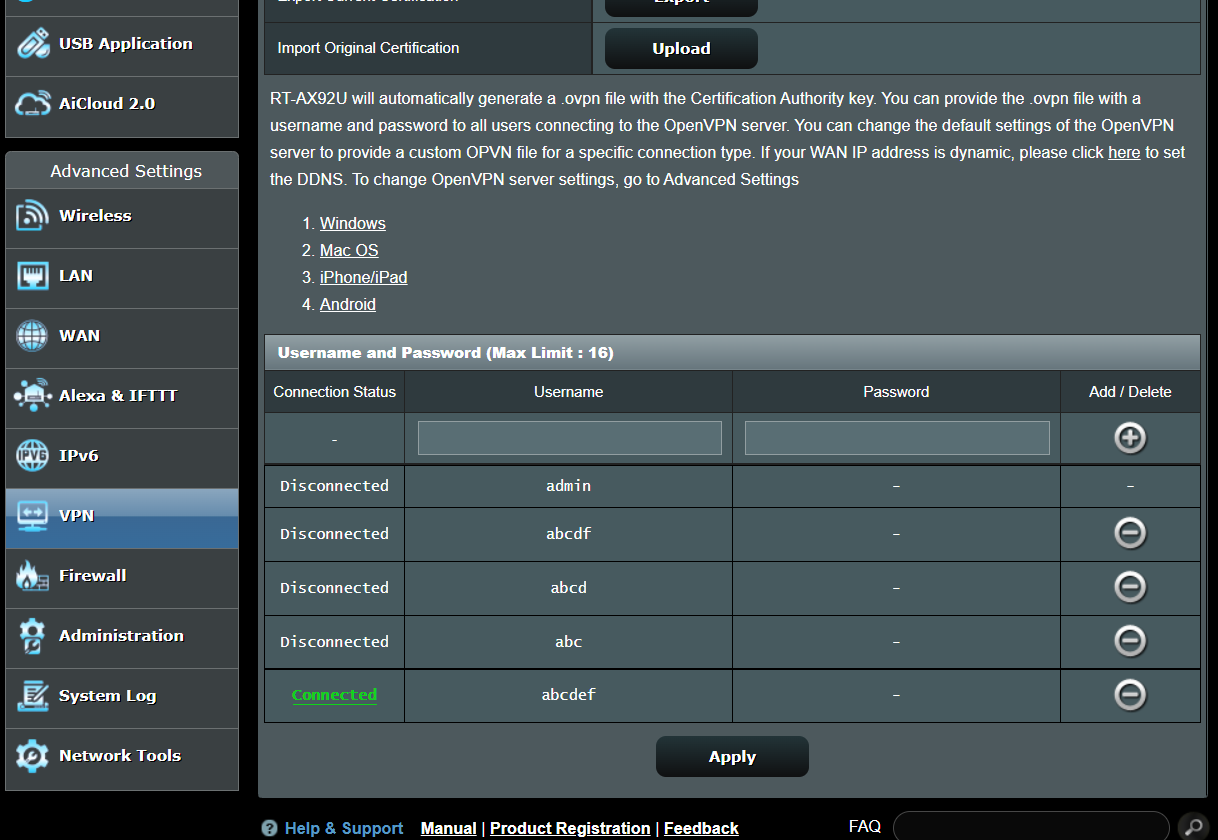 Export Current Certification
Export
USB Application
Import Original Certification
Upload
AiCloud 2.0
RT-AX92U will automatically generate a .ovpn file with the Certification Authority key. You can provide the .ovpn file with a
username and password to all users connecting to the OpenVPN server. You can change the default settings of the OpenVPN
server to provide a custom OPVN file for a specific connection type. If your WAN IP address is dynamic, please click here to set
the DDNS. To change OpenVPN server settings, go to Advanced Settings
1. Windows
2. Mac OS
3. iPhone/iPad
4. Android
Advanced Settings
Wireless
LAN
WAN
Alexa & IFTTT
IPv6
IPV6
VPN
Firewall
Administration
System Log
Network Tools
Username and Password (Max Limit : 16)
Connection Status Username Password Add / Delete
-
Disconnected admin - -
Disconnected abcdf -
Disconnected abcd -
Disconnected abc -
Connected abcdef -
Apply
? Help & Support Manual | Product Registration | Feedback FAQ